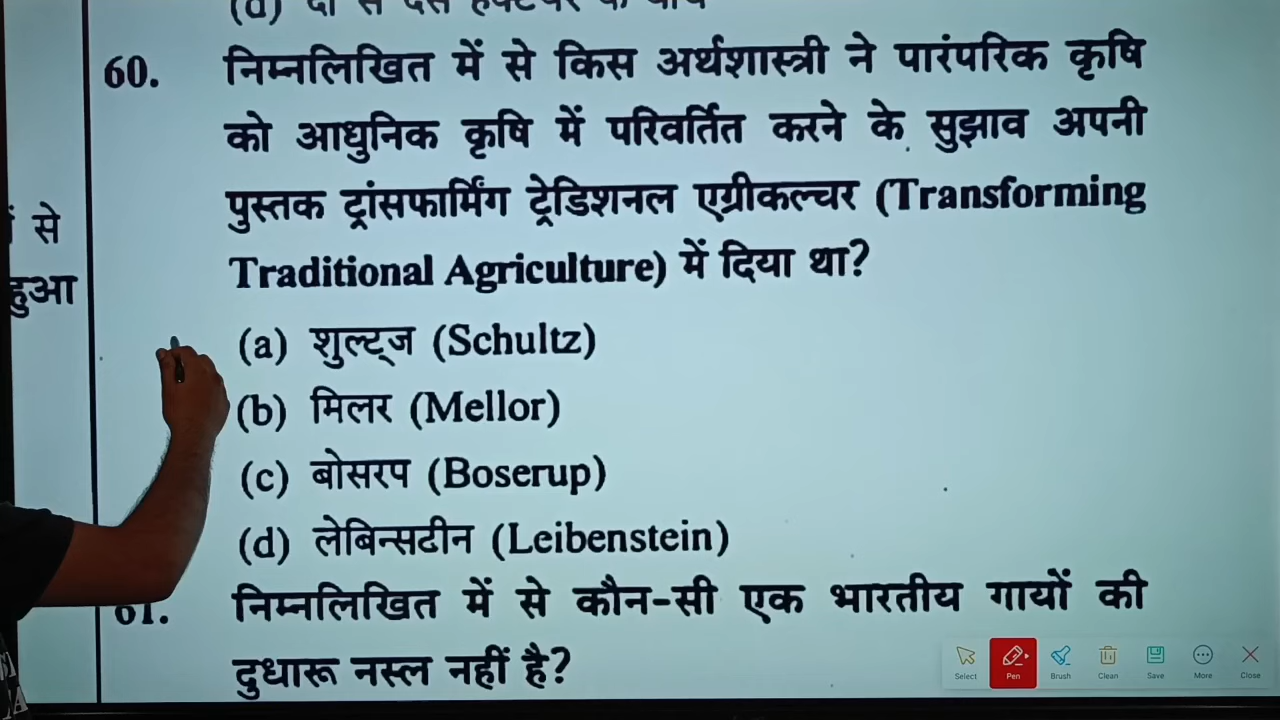 60. निम्नलिखित में से किस अर्थशास्त्री ने पारंपरिक कृषि
को आधुनिक कृषि में परिवर्तित करने के सुझाव अपनी
पुस्तक ट्रांसफार्मिंग ट्रेडिशनल एग्रीकल्चर (Transforming
Traditional Agriculture) में दिया था?
(a) शुल्ट्ज (Schultz)
(b) मिलर (Mellor)
(c) बोसरप (Boserup)
(d) लेबिन्सटीन (Leibenstein)
61. निम्नलिखित में से कौन-सी एक भारतीय गायों की
दुधारू नस्ल नहीं है?
से
हुआ
Select Pen Brush Clean Save More Close